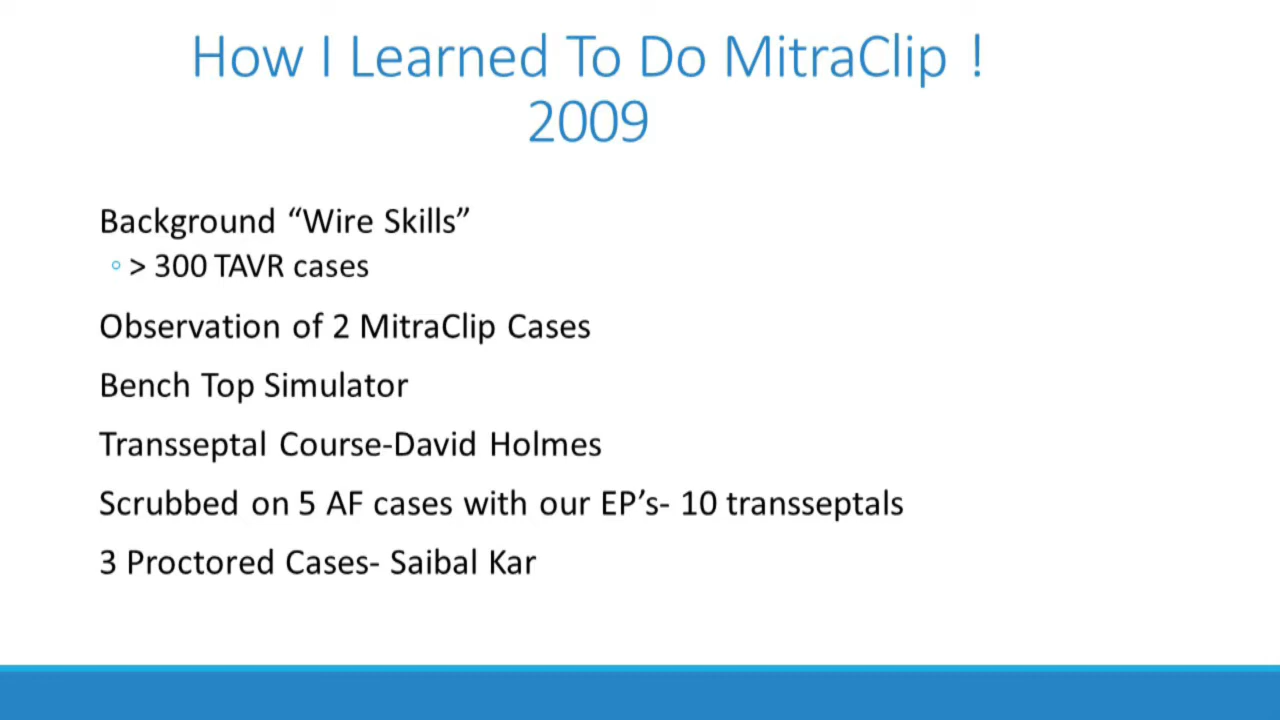 How I Learned To Do MitraClip !
2009
Background “Wire Skills”
> 300 TAVR cases
Observation of 2 MitraClip Cases
Bench Top Simulator
Transseptal Course-David Holmes
Scrubbed on 5 AF cases with our EP’s- 10 transseptals
3 Proctored Cases- Saibal Kar